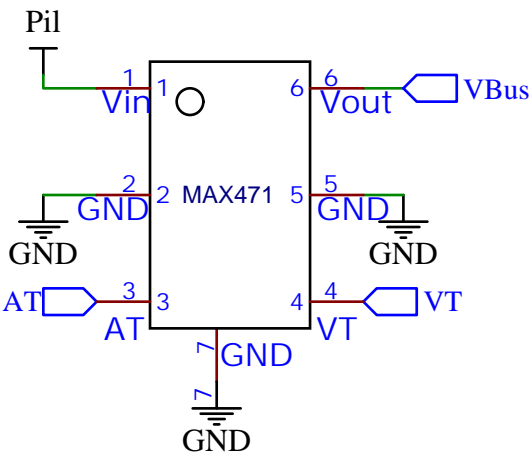 Pil
1 1 6 6
Vin Vout VBus
2 2 MAX471 5 5
GND GND
GND GND
AT 3 3 4 4 VT
AT VT
7 GND
7
GND